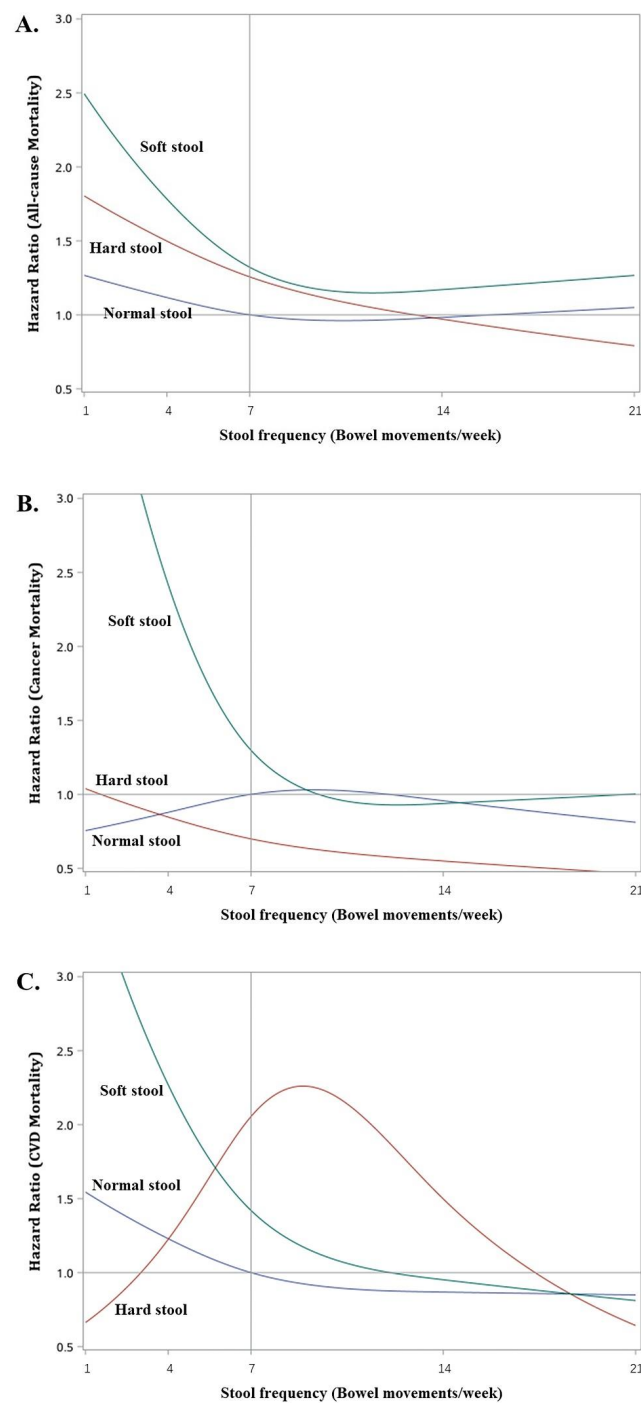 A.
Hazard Ratio (All-cause Mortality)
3.0
2.5
2.0
1.5
1.0
0.5
Soft stool
Hard stool
Normal stool
1 4 7 14 21
Stool frequency (Bowel movements/week)
B.
Hazard Ratio (Cancer Mortality)
3.0
2.5
2.0
1.5
1.0
0.5
Soft stool
Hard stool
Normal stool
1 4 7 14 21
Stool frequency (Bowel movements/week)
C.
Hazard Ratio (CVD Mortality)
3.0
2.5
2.0
1.5
1.0
0.5
Soft stool
Normal stool
Hard stool
1 4 7 14 21
Stool frequency (Bowel movements/week)